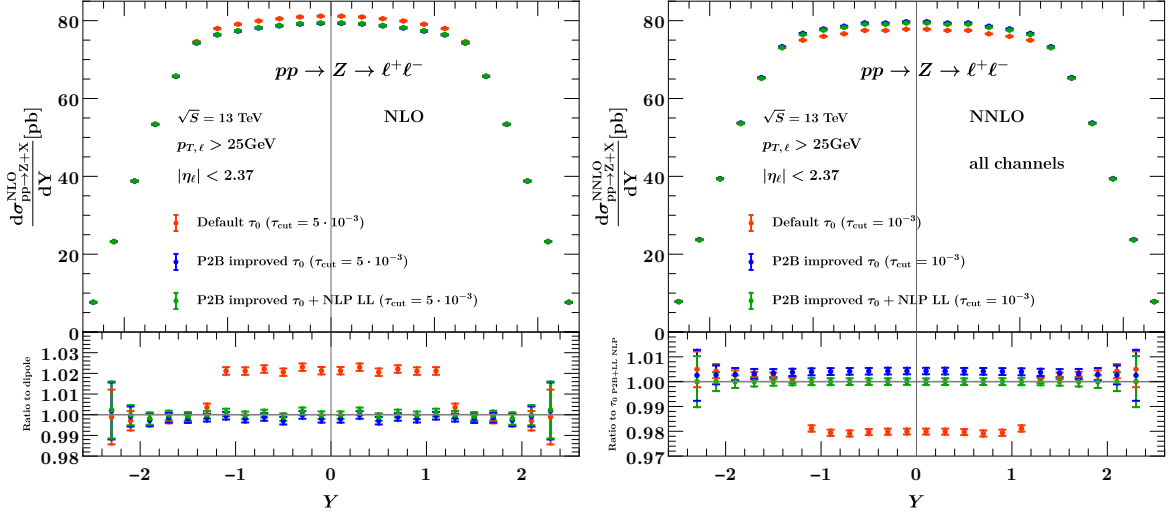 80
60
40
20
0
dσ^NLO_pp→Z+X / dY [pb]
pp → Z → ℓ⁺ℓ⁻
√S = 13 TeV
NLO
p_T,ℓ > 25GeV
|η_ℓ| < 2.37
Default τ₀ (τ_cut = 5 · 10⁻³)
P2B improved τ₀ (τ_cut = 5 · 10⁻³)
P2B improved τ₀ + NLP LL (τ_cut = 5 · 10⁻³)
Ratio to dipole
1.03
1.02
1.01
1.00
0.99
0.98
−2 −1 0 1 2
Y
80
60
40
20
0
dσ^NNLO_pp→Z+X / dY [pb]
pp → Z → ℓ⁺ℓ⁻
√S = 13 TeV
NNLO
p_T,ℓ > 25GeV
all channels
|η_ℓ| < 2.37
Default τ₀ (τ_cut = 10⁻³)
P2B improved τ₀ (τ_cut = 10⁻³)
P2B improved τ₀ + NLP LL (τ_cut = 10⁻³)
Ratio to τ₀ P2B+LL NLP
1.01
1.00
0.99
0.98
0.97
−2 −1 0 1 2
Y